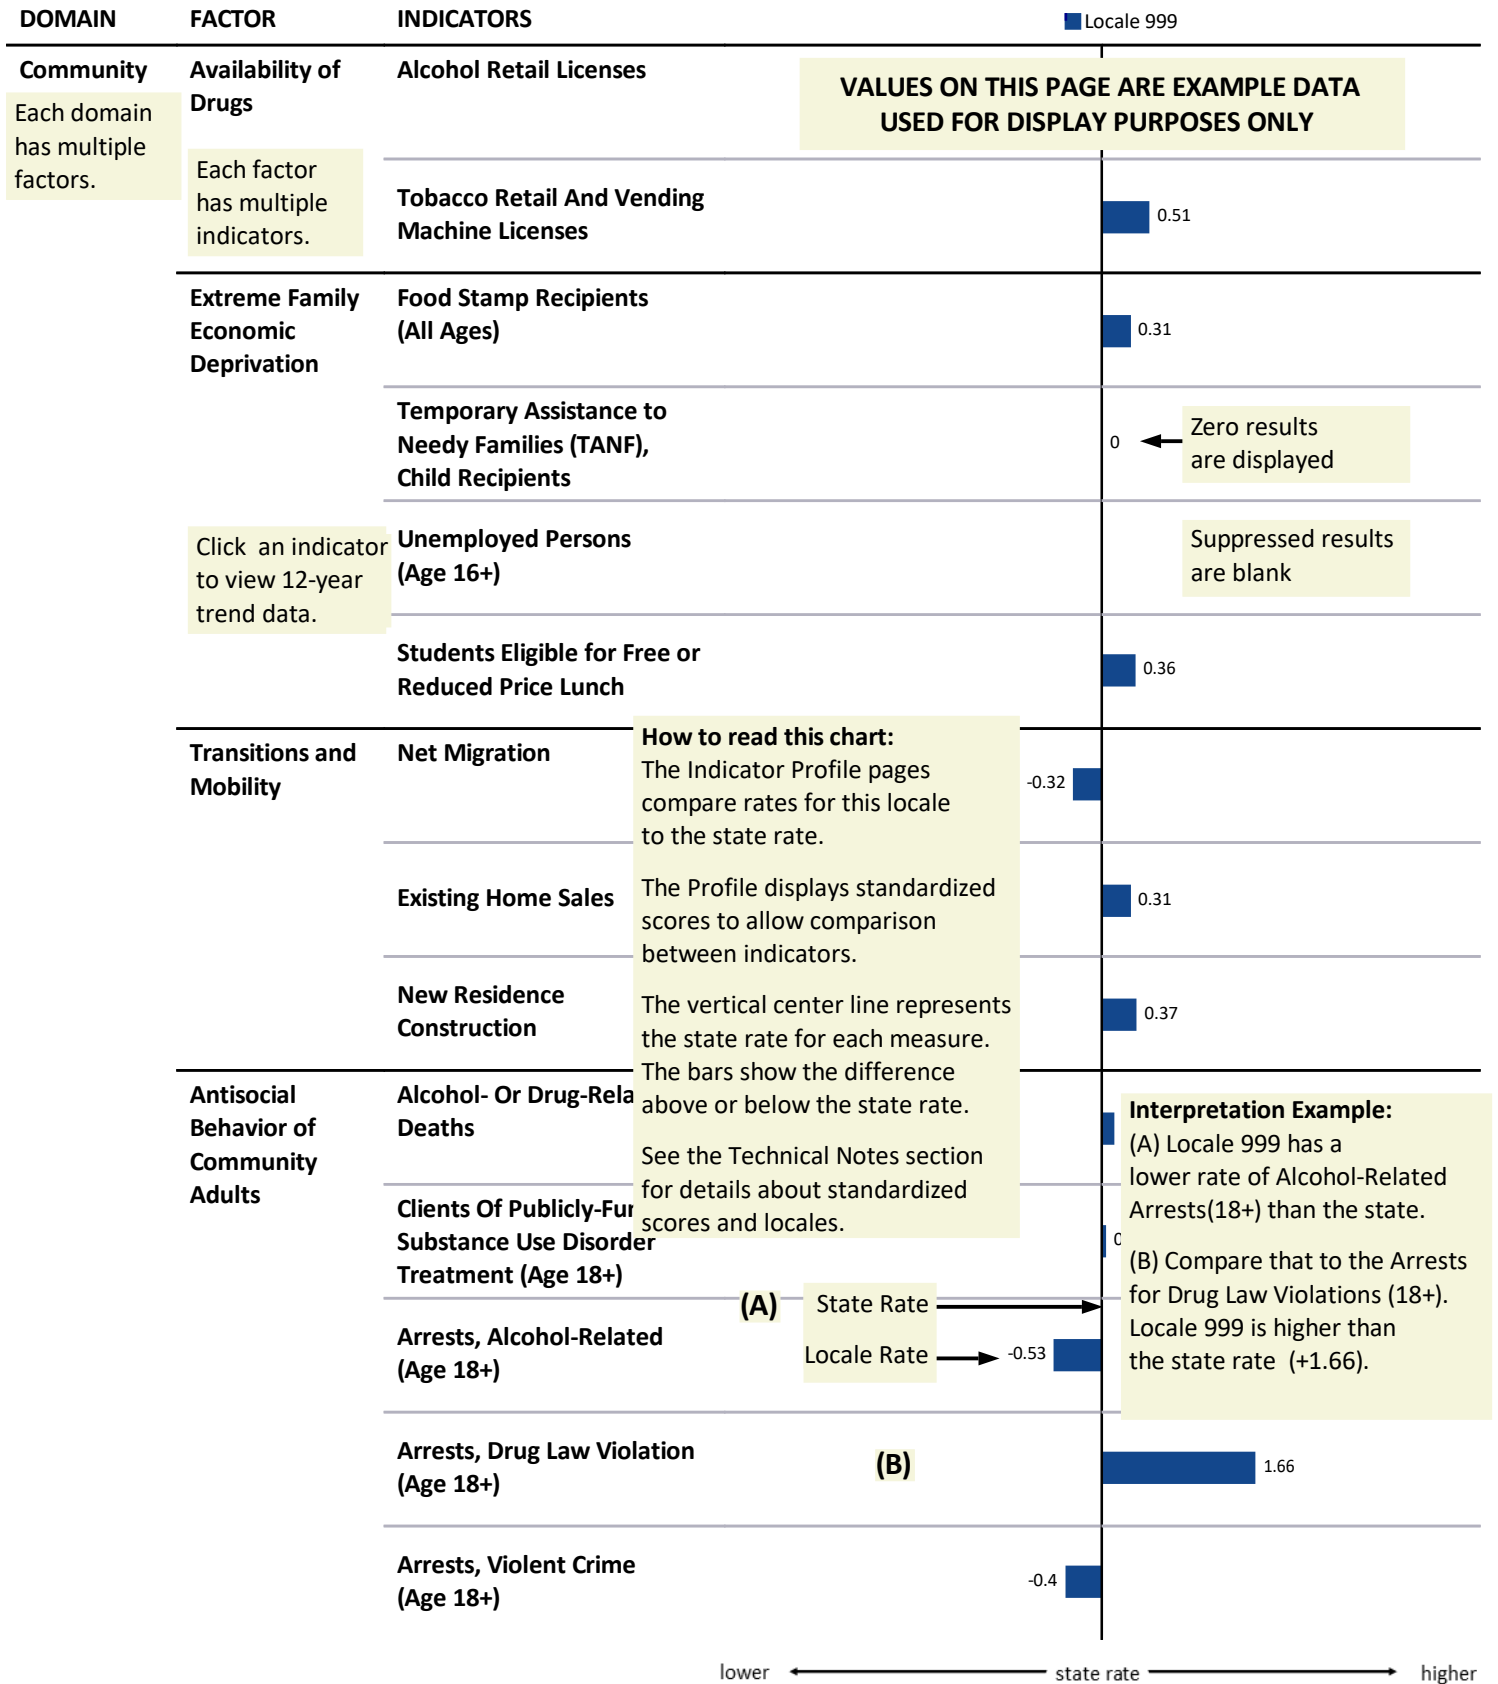 DOMAIN FACTOR INDICATORS Locale 999
Community
Each domain
has multiple
factors.
Availability of
Drugs
Each factor
has multiple
indicators.
Alcohol Retail Licenses
VALUES ON THIS PAGE ARE EXAMPLE DATA
USED FOR DISPLAY PURPOSES ONLY
Tobacco Retail And Vending
Machine Licenses
0.51
Extreme Family
Economic
Deprivation
Food Stamp Recipients
(All Ages)
0.31
Temporary Assistance to
Needy Families (TANF),
Child Recipients
0
Zero results
are displayed
Click an indicator
to view 12-year
trend data.
Unemployed Persons
(Age 16+)
Suppressed results
are blank
Students Eligible for Free or
Reduced Price Lunch
0.36
Transitions and
Mobility
Net Migration
-0.32
How to read this chart:
The Indicator Profile pages
compare rates for this locale
to the state rate.
The Profile displays standardized
scores to allow comparison
between indicators.
The vertical center line represents
the state rate for each measure.
The bars show the difference
above or below the state rate.
See the Technical Notes section
for details about standardized
scores and locales.
Existing Home Sales
0.31
New Residence
Construction
0.37
Antisocial
Behavior of
Community
Adults
Alcohol- Or Drug-Rela
Deaths
Clients Of Publicly-Fu
Substance Use Disorder
Treatment (Age 18+)
0
Interpretation Example:
(A) Locale 999 has a
lower rate of Alcohol-Related
Arrests(18+) than the state.
(B) Compare that to the Arrests
for Drug Law Violations (18+).
Locale 999 is higher than
the state rate (+1.66).
(A) State Rate
Locale Rate
Arrests, Alcohol-Related
(Age 18+)
-0.53
Arrests, Drug Law Violation
(Age 18+)
(B)
1.66
Arrests, Violent Crime
(Age 18+)
-0.4
lower state rate higher